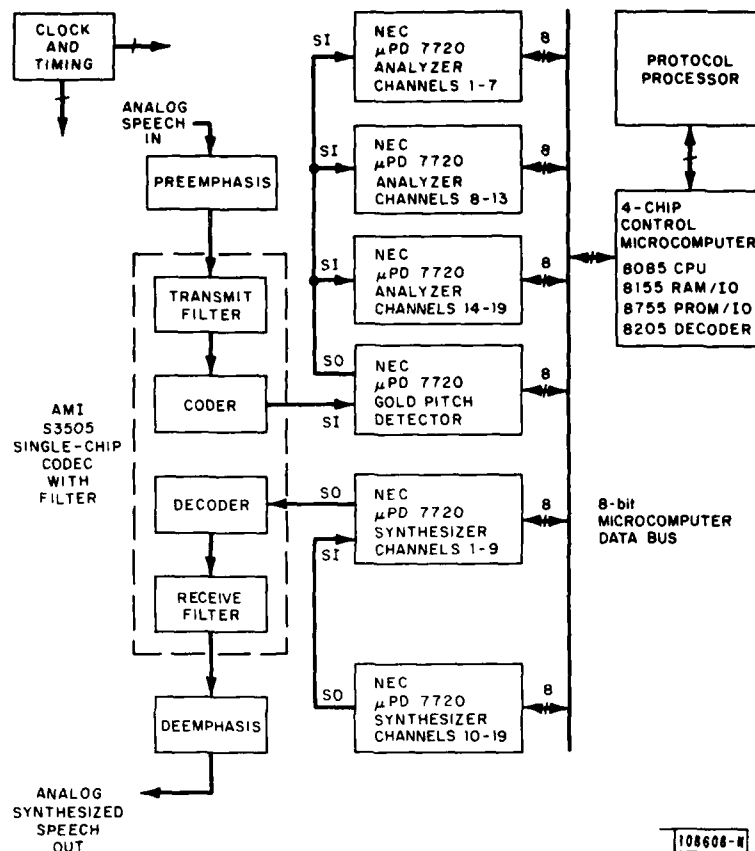 CLOCK
AND
TIMING
ANALOG
SPEECH
IN
PREEMPHASIS
TRANSMIT
FILTER
CODER
AMI
S3505
SINGLE-CHIP
CODEC
WITH
FILTER
DECODER
RECEIVE
FILTER
DEEMPHASIS
ANALOG
SYNTHESIZED
SPEECH
OUT
SI
NEC
μPD 7720
ANALYZER
CHANNELS 1-7
8
SI
NEC
μPD 7720
ANALYZER
CHANNELS 8-13
8
SI
NEC
μPD 7720
ANALYZER
CHANNELS 14-19
8
SO
SI
NEC
μPD 7720
GOLD PITCH
DETECTOR
8
SO
SI
NEC
μPD 7720
SYNTHESIZER
CHANNELS 1-9
8
SO
NEC
μPD 7720
SYNTHESIZER
CHANNELS 10-19
8
PROTOCOL
PROCESSOR
4-CHIP
CONTROL
MICROCOMPUTER
8085 CPU
8155 RAM/IO
8755 PROM/IO
8205 DECODER
8-bit
MICROCOMPUTER
DATA BUS
108608-N